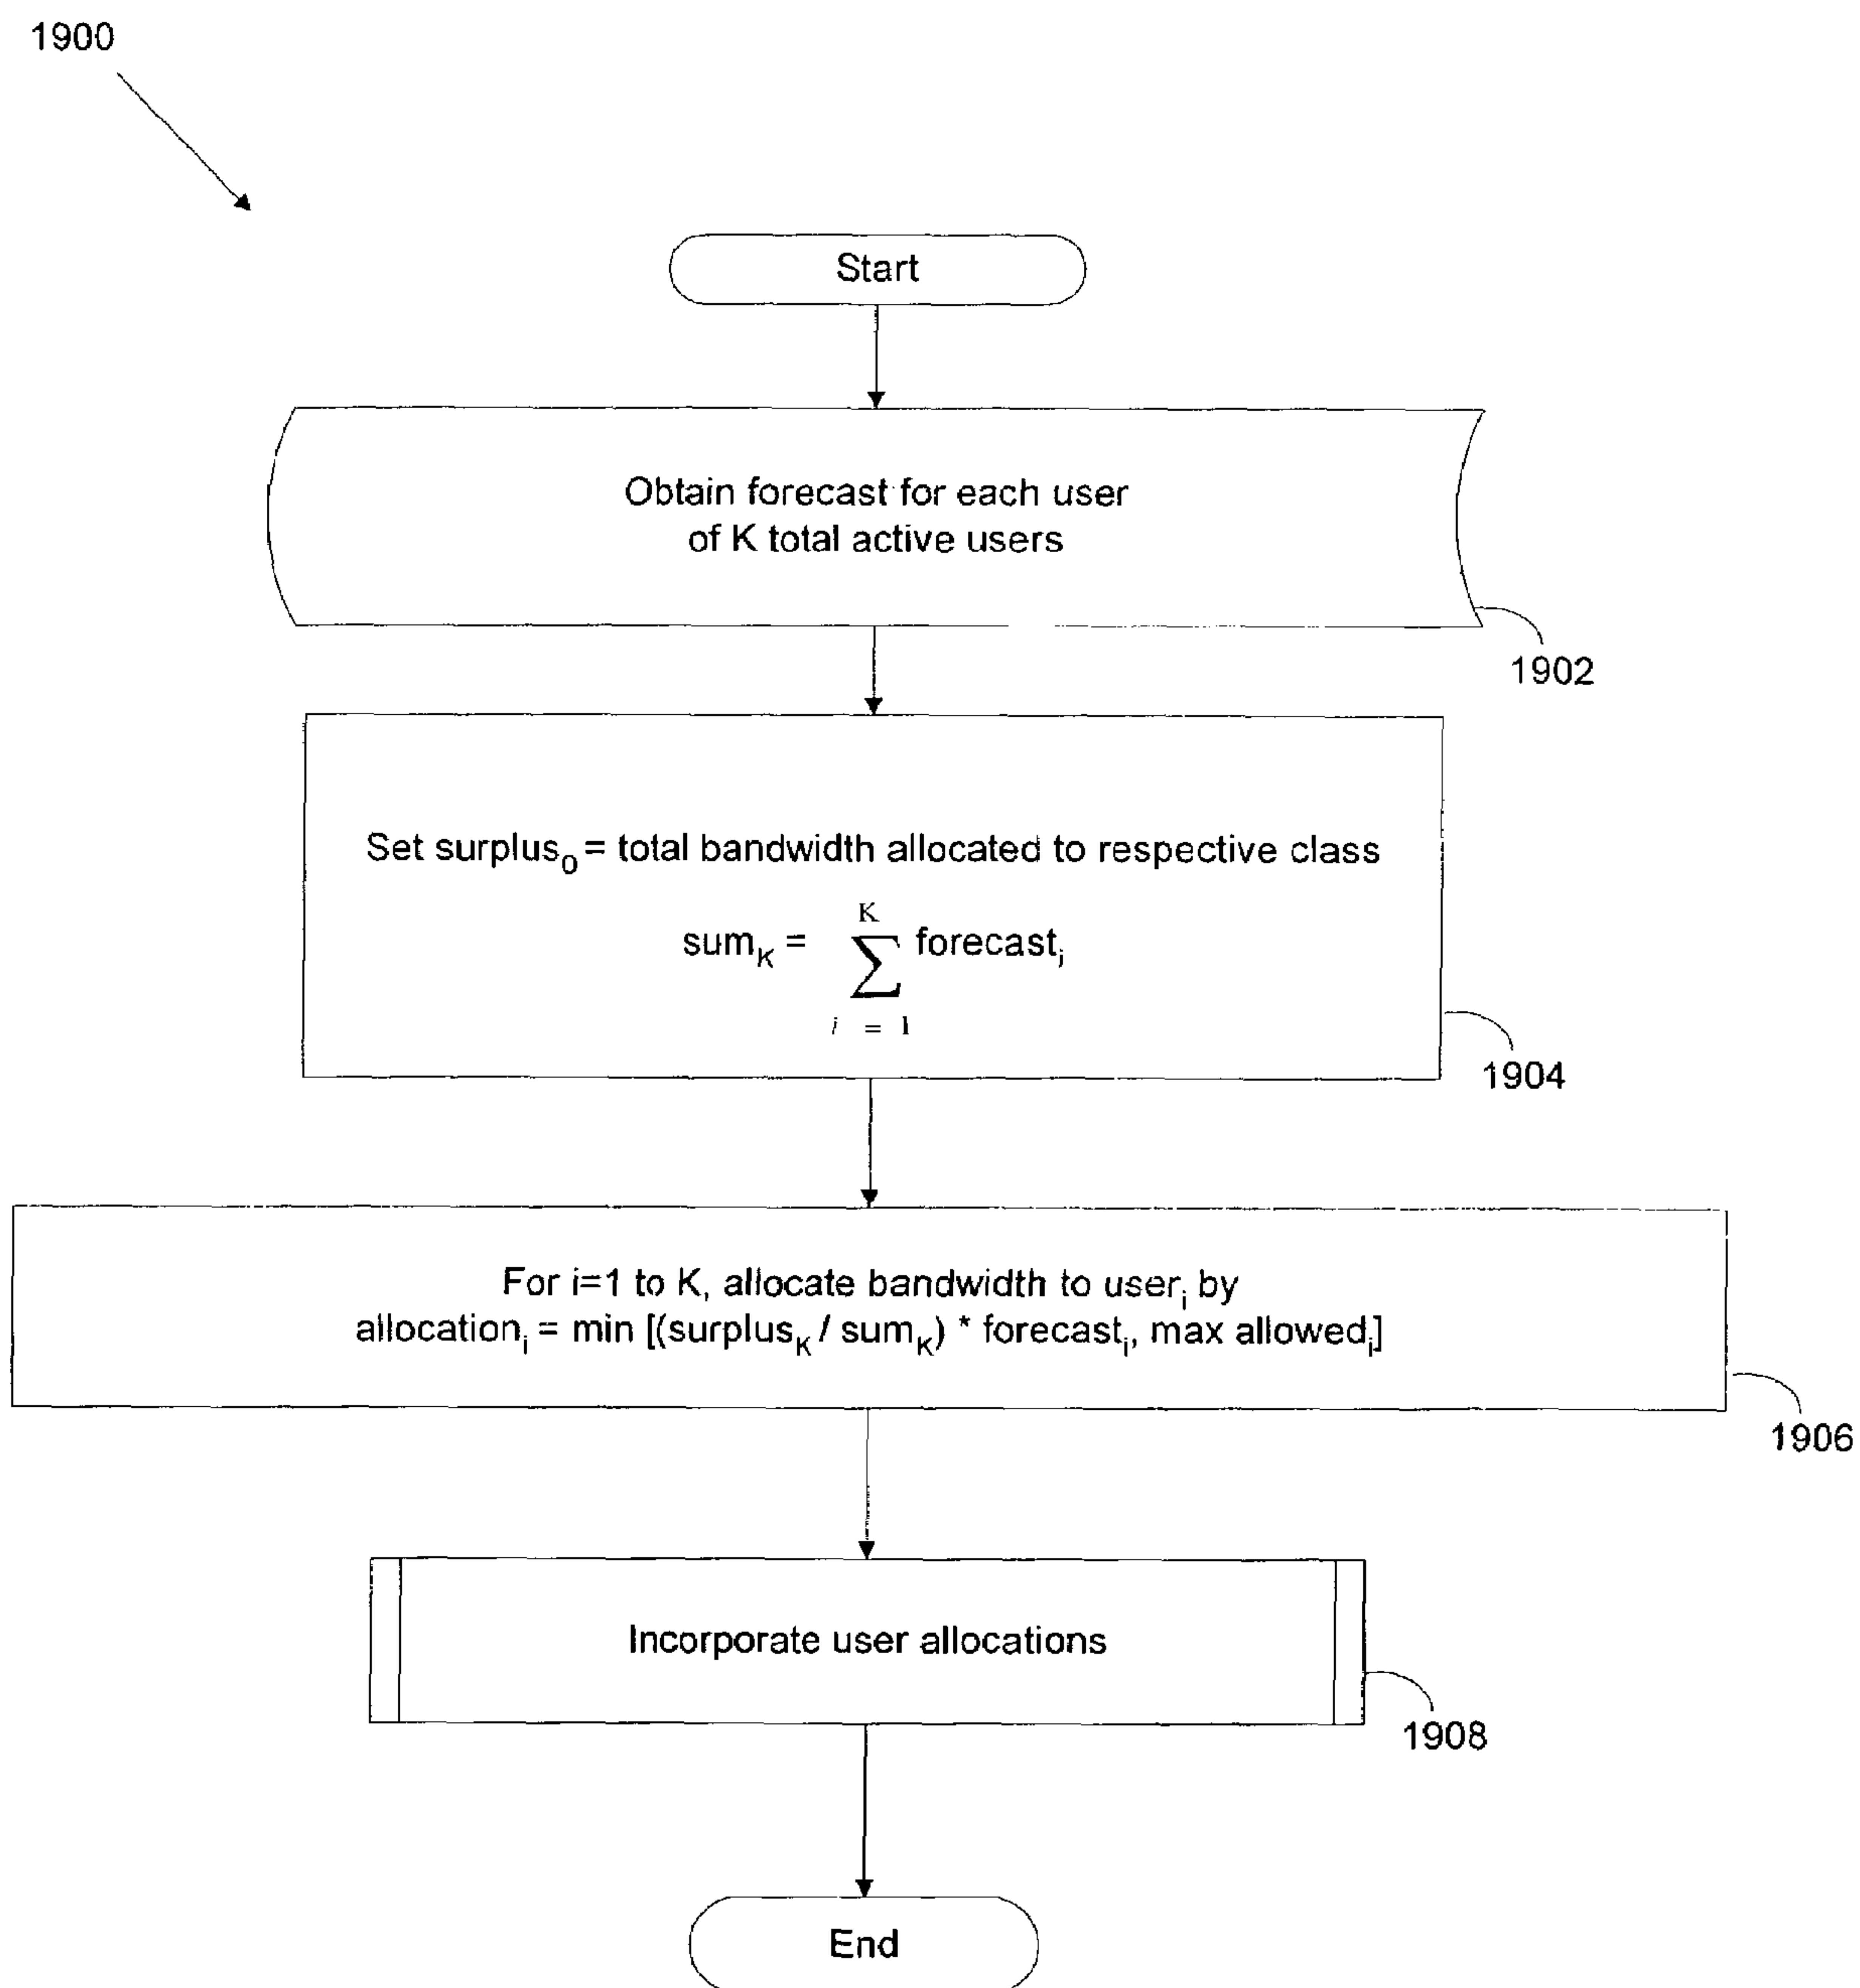 1900
Start
Obtain forecast for each user
of K total active users
1902
Set surplus₀ = total bandwidth allocated to respective class
K
sumK = ∑ forecastᵢ
i = 1
1904
For i=1 to K, allocate bandwidth to userᵢ by
allocationᵢ = min [(surplusK / sumK) * forecastᵢ, max allowedᵢ]
1906
Incorporate user allocations
1908
End